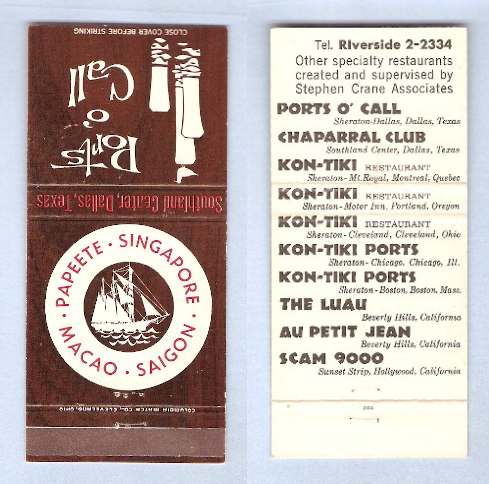 CLOSE COVER BEFORE STRIKING
Ports
o'
Call
Southland Center, Dallas, Texas
PAPEETE · SINGAPORE ·
MACAO · SAIGON ·
COLUMBIA MATCH CO., CLEVELAND, OHIO
Tel. RIverside 2-2334
Other specialty restaurants
created and supervised by
Stephen Crane Associates
PORTS O' CALL
Sheraton-Dallas, Dallas, Texas
CHAPARRAL CLUB
Southland Center, Dallas, Texas
KON-TIKI RESTAURANT
Sheraton-Mt. Royal, Montreal, Quebec
KON-TIKI RESTAURANT
Sheraton-Motor Inn, Portland, Oregon
KON-TIKI RESTAURANT
Sheraton-Cleveland, Cleveland, Ohio
KON-TIKI PORTS
Sheraton-Chicago, Chicago, Ill.
KON-TIKI PORTS
Sheraton-Boston, Boston, Mass.
THE LUAU
Beverly Hills, California
AU PETIT JEAN
Beverly Hills, California
SCAM 9000
Sunset Strip, Hollywood, California